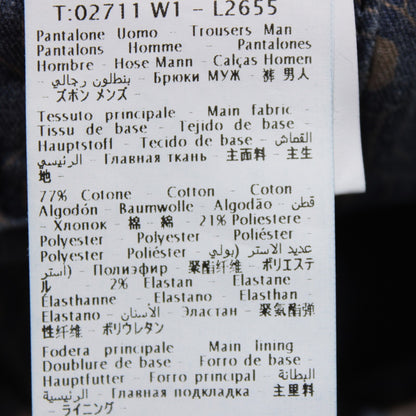 T:02711 W1 - L2655
Pantalone Uomo - Trousers Man
Pantalons Homme - Pantalones
Hombre - Hose Mann - Calças Homen
- بنطلون رجالي - Брюки МУЖ - 裤 男人
- ズボン メンズ -
Tessuto principale - Main fabric
Tissu de base - Tejido de base
Hauptstoff - Tecido de base - القماش
الرئيسي - Главная ткань - 主面料 - 主生
地 -
77% Cotone - Cotton - Coton
Algodón - Baumwolle - Algodão - قطن
- Хлопок - 棉 - 綿 - 21% Poliestere -
Polyester - Polyester - Poliéster
Polyester - Poliéster - عديد الاستر (بولي
أستر) - Полиэфир - 聚酯纤维 - ポリエステ
ル - 2% Elastan - Elastane
Élasthanne - Elastano - Elasthan
Elastano - الأسنان - Эластан - 聚氨酯弹
性纤维 - ポリウレタン
Fodera principale - Main lining
Doublure de base - Forro de base
Hauptfutter - Forro principal - البطانة
الرئيسية - Главная подкладка - 主里料
- ライニング -